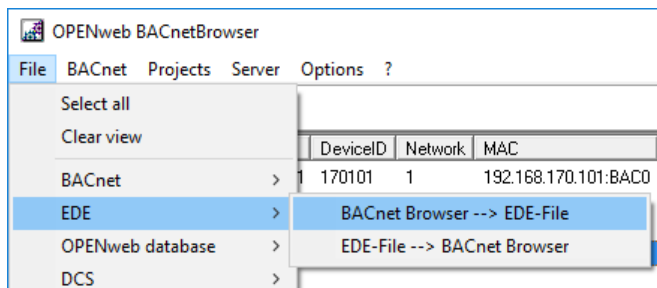 OPENweb BACnetBrowser
File BACnet Projects Server Options ?
Select all
Clear view
DeviceID Network MAC
BACnet > 1 170101 1 192.168.170.101:BAC0
EDE > BACnet Browser --> EDE-File
OPENweb database > EDE-File --> BACnet Browser
DCS >